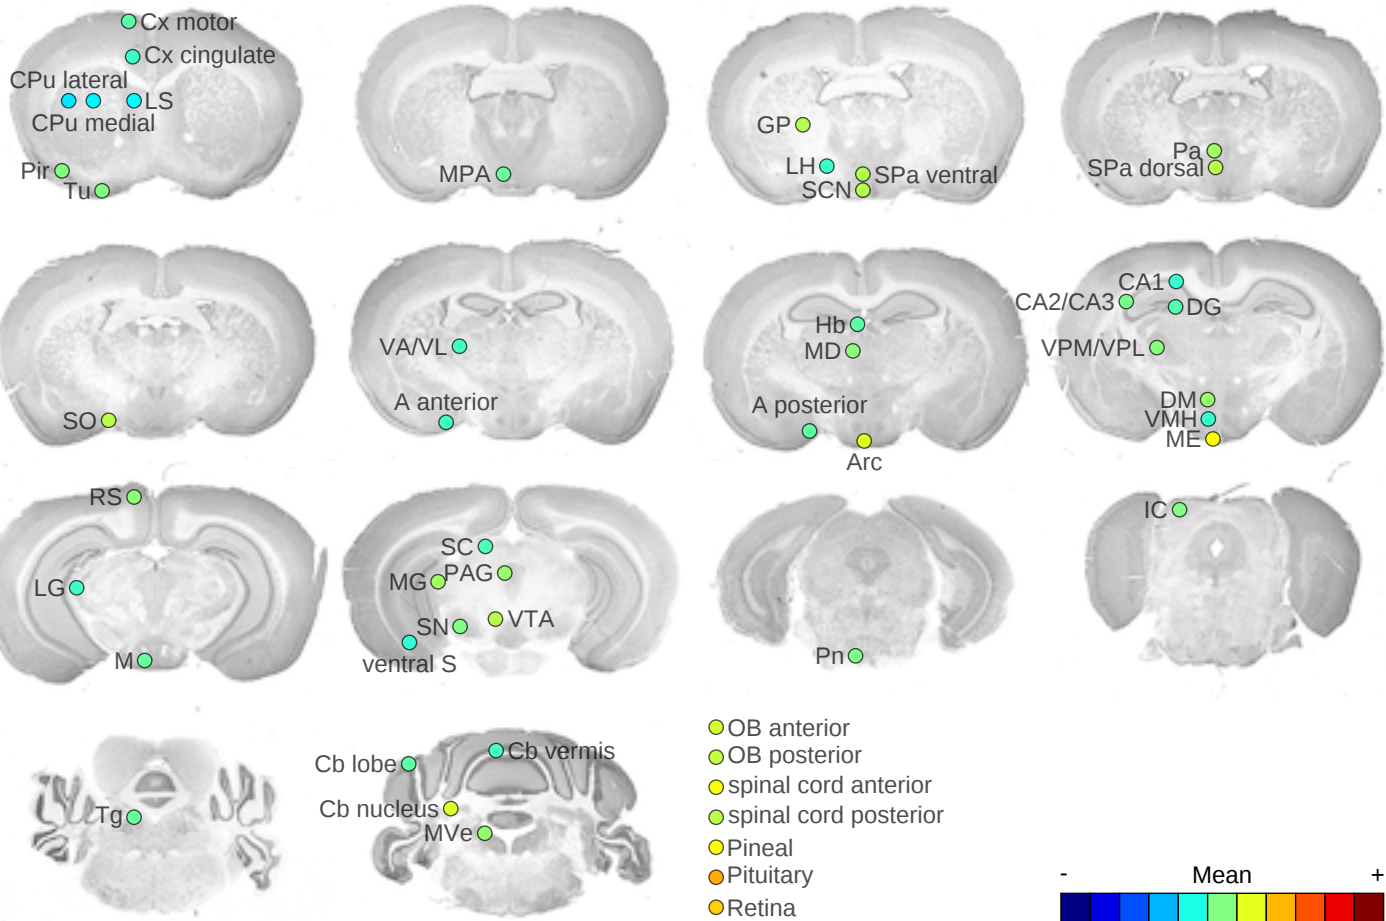 Cx motor
Cx cingulate
CPu lateral
LS
CPu medial
Pir
Tu
MPA
GP
LH
SPa ventral
SCN
Pa
SPa dorsal
SO
VA/VL
A anterior
Hb
MD
A posterior
Arc
CA1
CA2/CA3
DG
VPM/VPL
DM
VMH
ME
RS
LG
M
SC
MG
PAG
SN
VTA
ventral S
Pn
IC
Tg
Cb lobe
Cb vermis
Cb nucleus
MVe
OB anterior
OB posterior
spinal cord anterior
spinal cord posterior
Pineal
Pituitary
Retina
- Mean +